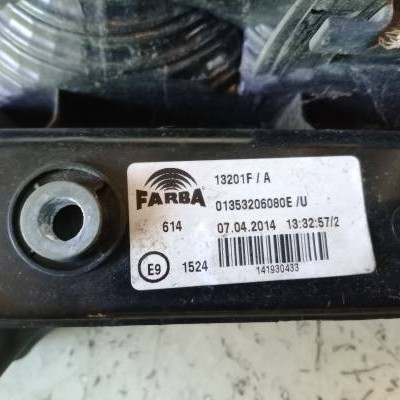 FARBA
13201F / A
01353206080E /U
614 07.04.2014 13:32:57/2
E9 1524 141930433